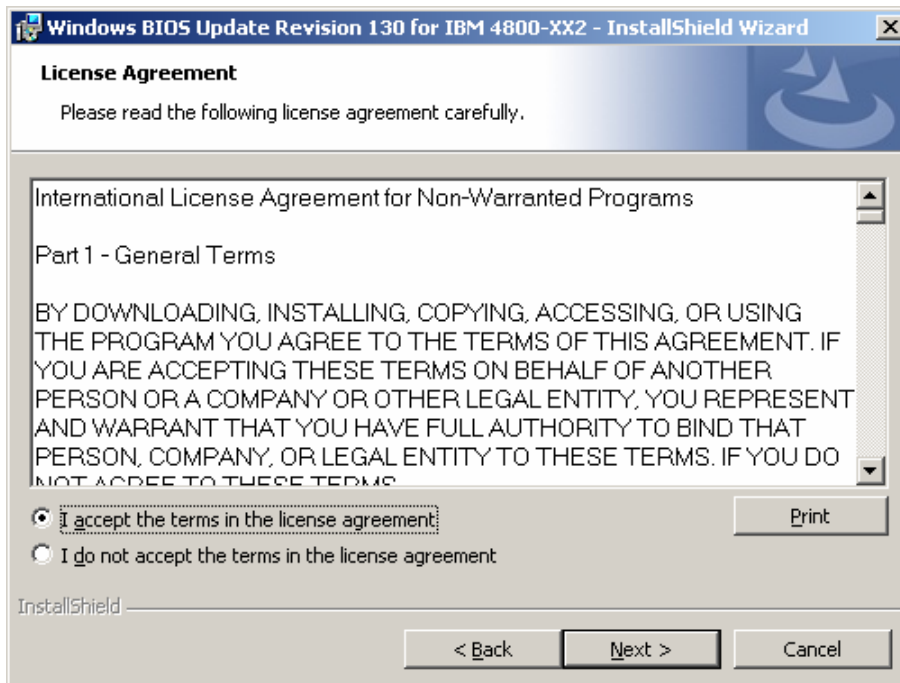 Windows BIOS Update Revision 130 for IBM 4800-XX2 - InstallShield Wizard
License Agreement
Please read the following license agreement carefully.
International License Agreement for Non-Warranted Programs
Part 1 - General Terms
BY DOWNLOADING, INSTALLING, COPYING, ACCESSING, OR USING
THE PROGRAM YOU AGREE TO THE TERMS OF THIS AGREEMENT. IF
YOU ARE ACCEPTING THESE TERMS ON BEHALF OF ANOTHER
PERSON OR A COMPANY OR OTHER LEGAL ENTITY, YOU REPRESENT
AND WARRANT THAT YOU HAVE FULL AUTHORITY TO BIND THAT
PERSON, COMPANY, OR LEGAL ENTITY TO THESE TERMS. IF YOU DO
NOT AGREE TO THESE TERMS
I accept the terms in the license agreement
Print
I do not accept the terms in the license agreement
InstallShield
< Back
Next >
Cancel